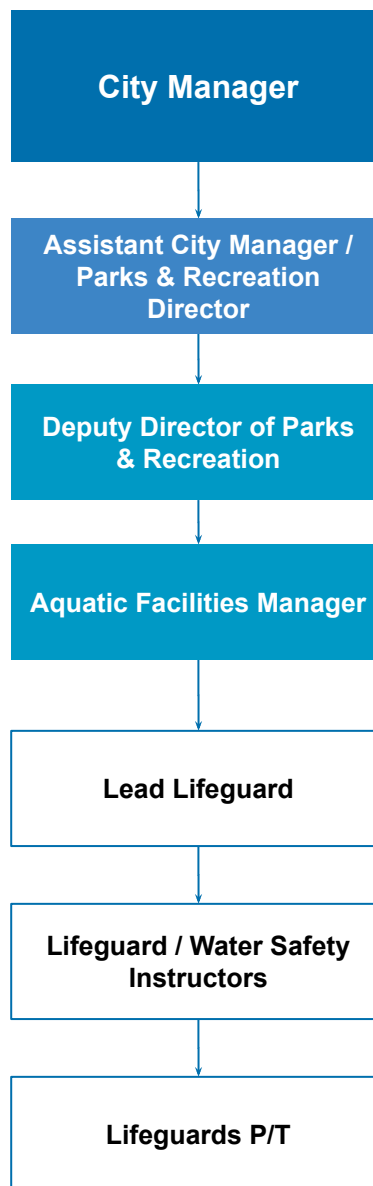 City Manager
Assistant City Manager /
Parks & Recreation
Director
Deputy Director of Parks
& Recreation
Aquatic Facilities Manager
Lead Lifeguard
Lifeguard / Water Safety
Instructors
Lifeguards P/T